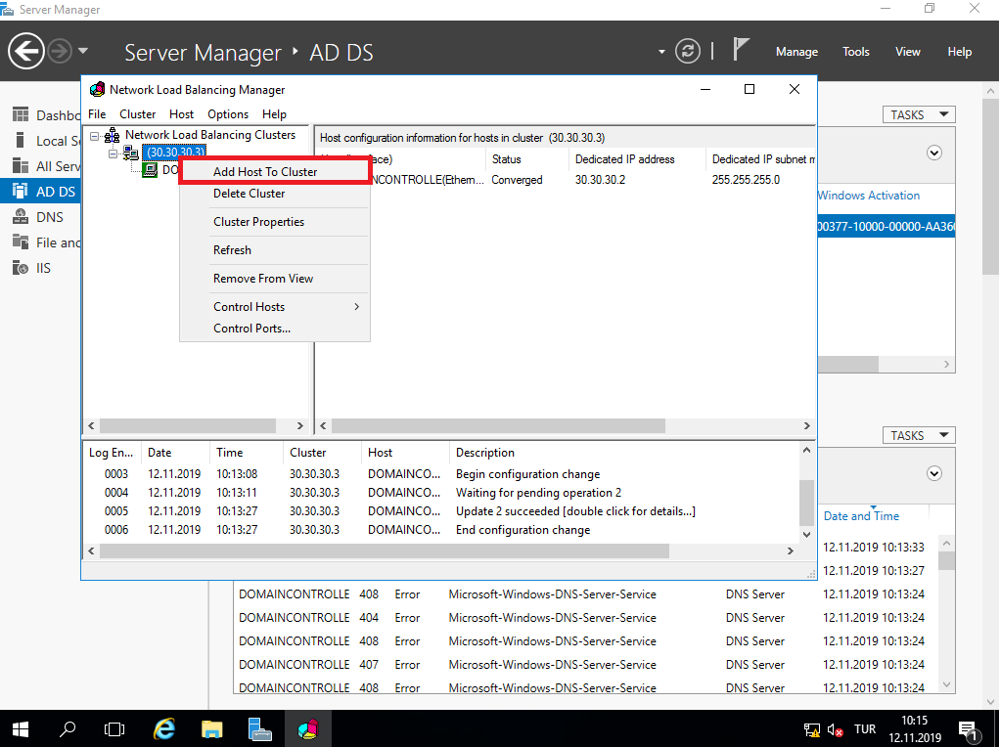 Server Manager
Server Manager ‣ AD DS
Manage Tools View Help
Network Load Balancing Manager
File Cluster Host Options Help
Network Load Balancing Clusters
(30.30.30.3)
Add Host To Cluster
Delete Cluster
Cluster Properties
Refresh
Remove From View
Control Hosts
Control Ports...
Host configuration information for hosts in cluster (30.30.30.3)
Status Dedicated IP address Dedicated IP subnet m
NCONTROLLE(Ethern... Converged 30.30.30.2 255.255.255.0
Dashbo
Local S
All Serv
AD DS
DNS
File and
IIS
TASKS
Windows Activation
00377-10000-00000-AA36
Log En... Date Time Cluster Host Description
0003 12.11.2019 10:13:08 30.30.30.3 DOMAINCO... Begin configuration change
0004 12.11.2019 10:13:11 30.30.30.3 DOMAINCO... Waiting for pending operation 2
0005 12.11.2019 10:13:27 30.30.30.3 DOMAINCO... Update 2 succeeded [double click for details...]
0006 12.11.2019 10:13:27 30.30.30.3 DOMAINCO... End configuration change
TASKS
Date and Time
12.11.2019 10:13:33
12.11.2019 10:13:27
DOMAINCONTROLLE 408 Error Microsoft-Windows-DNS-Server-Service DNS Server 12.11.2019 10:13:24
DOMAINCONTROLLE 404 Error Microsoft-Windows-DNS-Server-Service DNS Server 12.11.2019 10:13:24
DOMAINCONTROLLE 408 Error Microsoft-Windows-DNS-Server-Service DNS Server 12.11.2019 10:13:24
DOMAINCONTROLLE 407 Error Microsoft-Windows-DNS-Server-Service DNS Server 12.11.2019 10:13:24
DOMAINCONTROLLE 408 Error Microsoft-Windows-DNS-Server-Service DNS Server 12.11.2019 10:13:24
TUR
10:15
12.11.2019
1